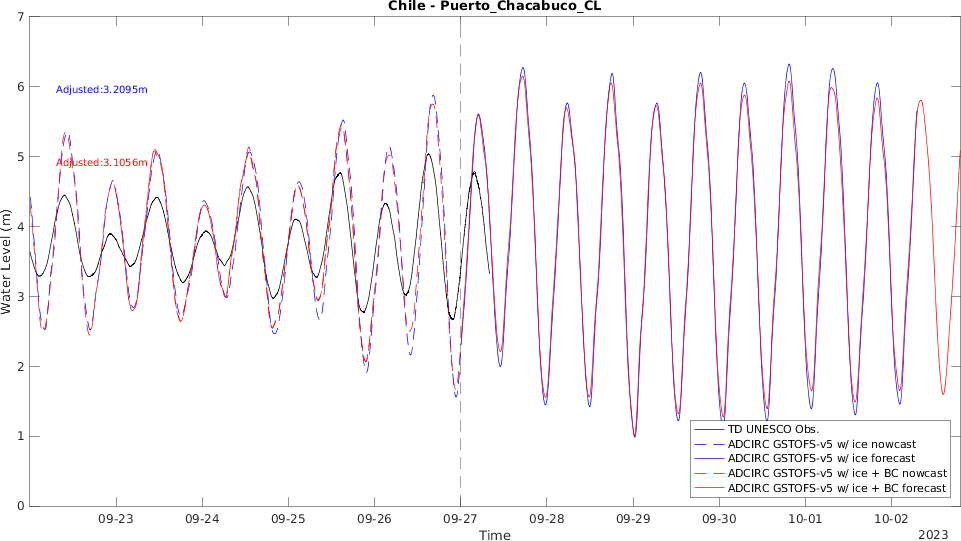 Chile - Puerto_Chacabuco_CL
7
6
5
4
3
2
1
0
Water Level (m)
Adjusted:3.2095m
Adjusted:3.1056m
TD UNESCO Obs.
ADCIRC GSTOFS-v5 w/ ice nowcast
ADCIRC GSTOFS-v5 w/ ice forecast
ADCIRC GSTOFS-v5 w/ ice + BC nowcast
ADCIRC GSTOFS-v5 w/ ice + BC forecast
09-23 09-24 09-25 09-26 09-27 09-28 09-29 09-30 10-01 10-02
Time
2023